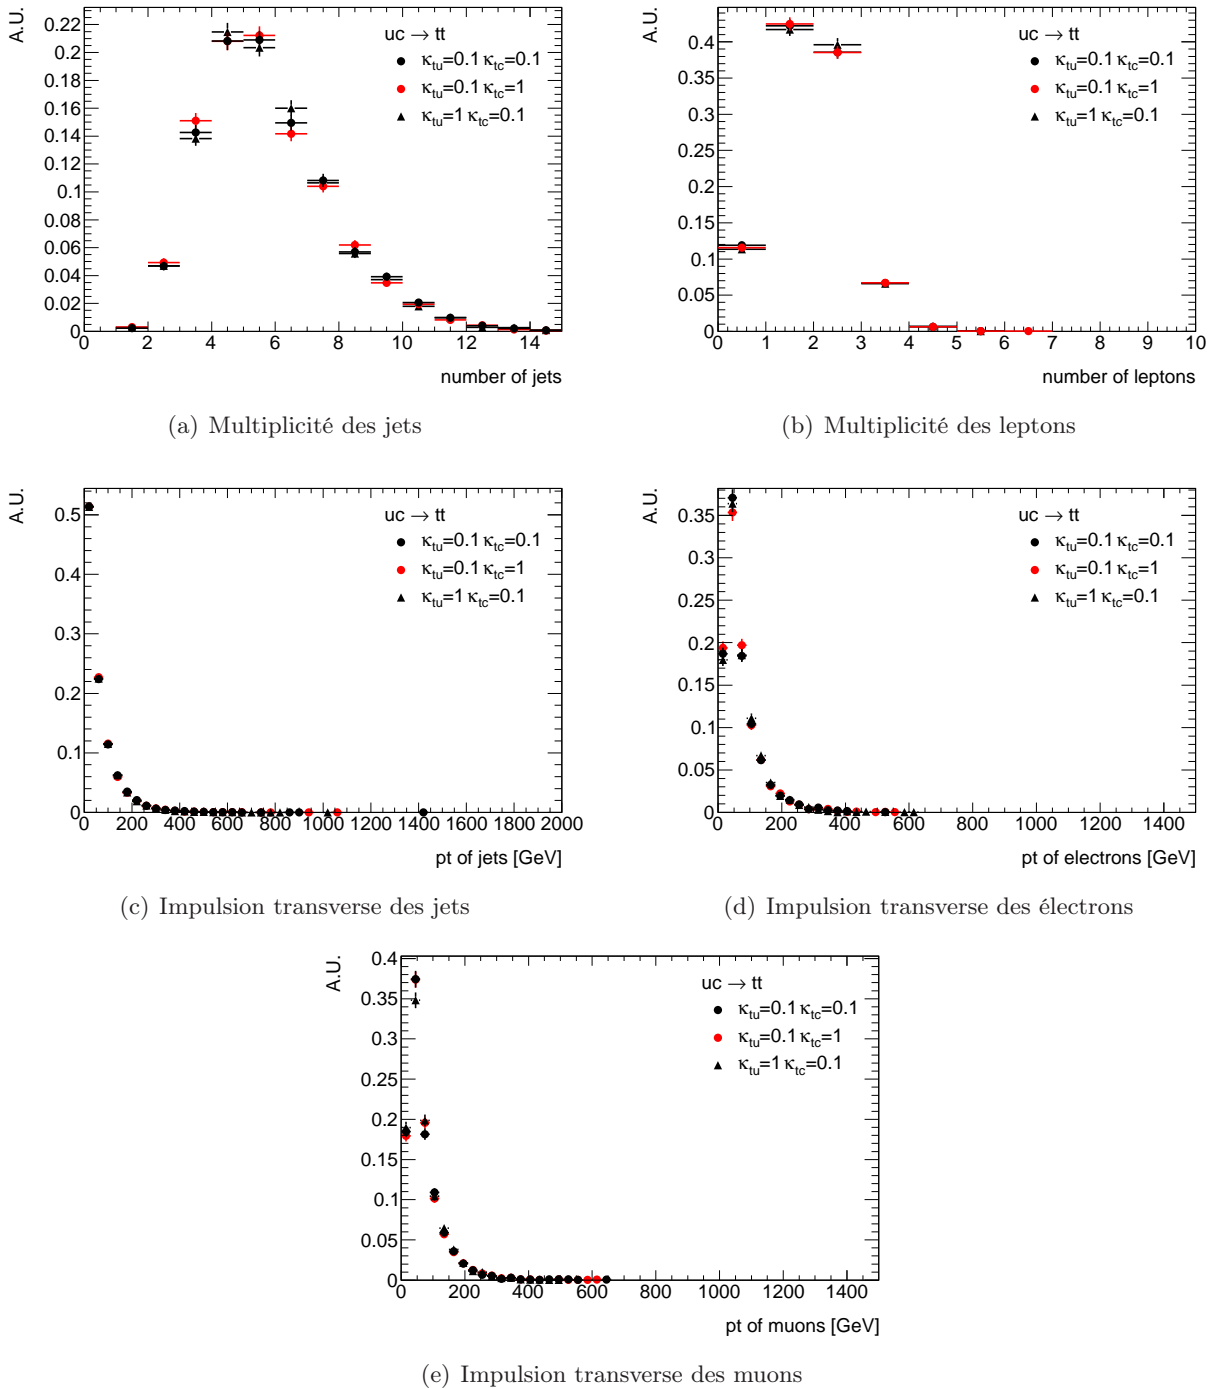 A.U.
uc → tt
κtu=0.1 κtc=0.1
κtu=0.1 κtc=1
κtu=1 κtc=0.1
0.22
0.2
0.18
0.16
0.14
0.12
0.1
0.08
0.06
0.04
0.02
0
0 2 4 6 8 10 12 14
number of jets
(a) Multiplicité des jets
A.U.
uc → tt
κtu=0.1 κtc=0.1
κtu=0.1 κtc=1
κtu=1 κtc=0.1
0.4
0.35
0.3
0.25
0.2
0.15
0.1
0.05
0
0 1 2 3 4 5 6 7 8 9 10
number of leptons
(b) Multiplicité des leptons
A.U.
uc → tt
κtu=0.1 κtc=0.1
κtu=0.1 κtc=1
κtu=1 κtc=0.1
0.5
0.4
0.3
0.2
0.1
0
0 200 400 600 800 1000 1200 1400 1600 1800 2000
pt of jets [GeV]
(c) Impulsion transverse des jets
A.U.
uc → tt
κtu=0.1 κtc=0.1
κtu=0.1 κtc=1
κtu=1 κtc=0.1
0.35
0.3
0.25
0.2
0.15
0.1
0.05
0
0 200 400 600 800 1000 1200 1400
pt of electrons [GeV]
(d) Impulsion transverse des électrons
A.U.
uc → tt
κtu=0.1 κtc=0.1
κtu=0.1 κtc=1
κtu=1 κtc=0.1
0.4
0.35
0.3
0.25
0.2
0.15
0.1
0.05
0
0 200 400 600 800 1000 1200 1400
pt of muons [GeV]
(e) Impulsion transverse des muons